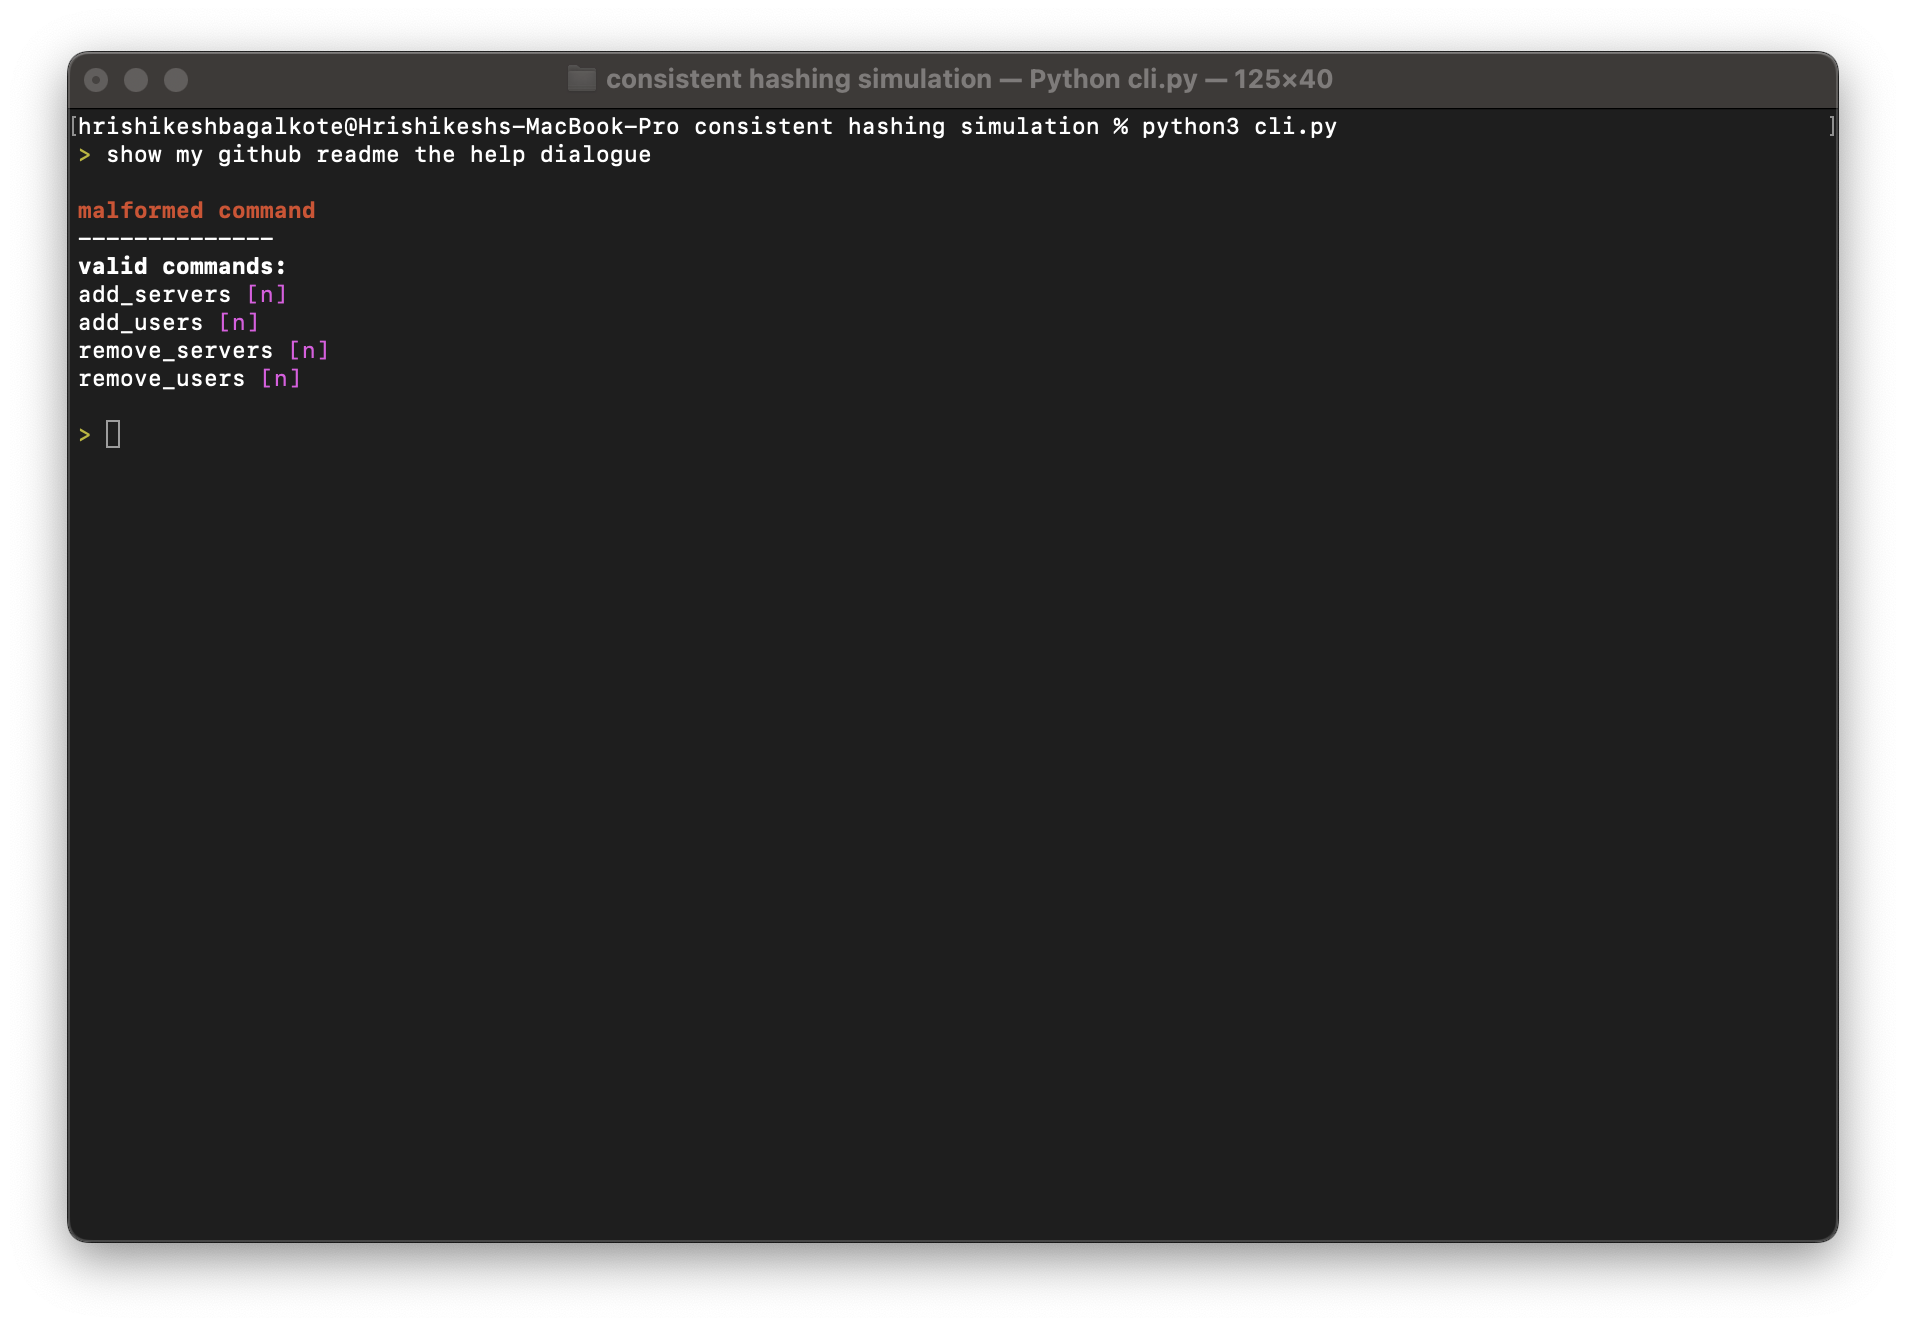 consistent hashing simulation — Python cli.py — 125×40
[hrishikeshbagalkote@Hrishikeshs-MacBook-Pro consistent hashing simulation % python3 cli.py ]
> show my github readme the help dialogue
malformed command
--------------
valid commands:
add_servers [n]
add_users [n]
remove_servers [n]
remove_users [n]
>